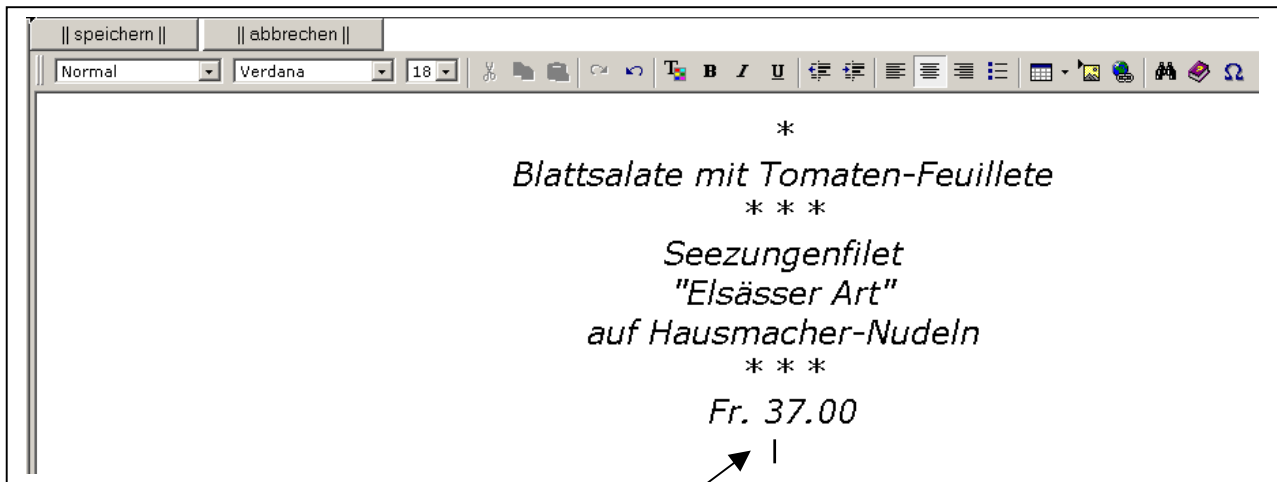 || speichern || || abbrechen ||
Normal Verdana 18 B I U Ω
*
Blattsalate mit Tomaten-Feuillete
* * *
Seezungenfilet
"Elsässer Art"
auf Hausmacher-Nudeln
* * *
Fr. 37.00